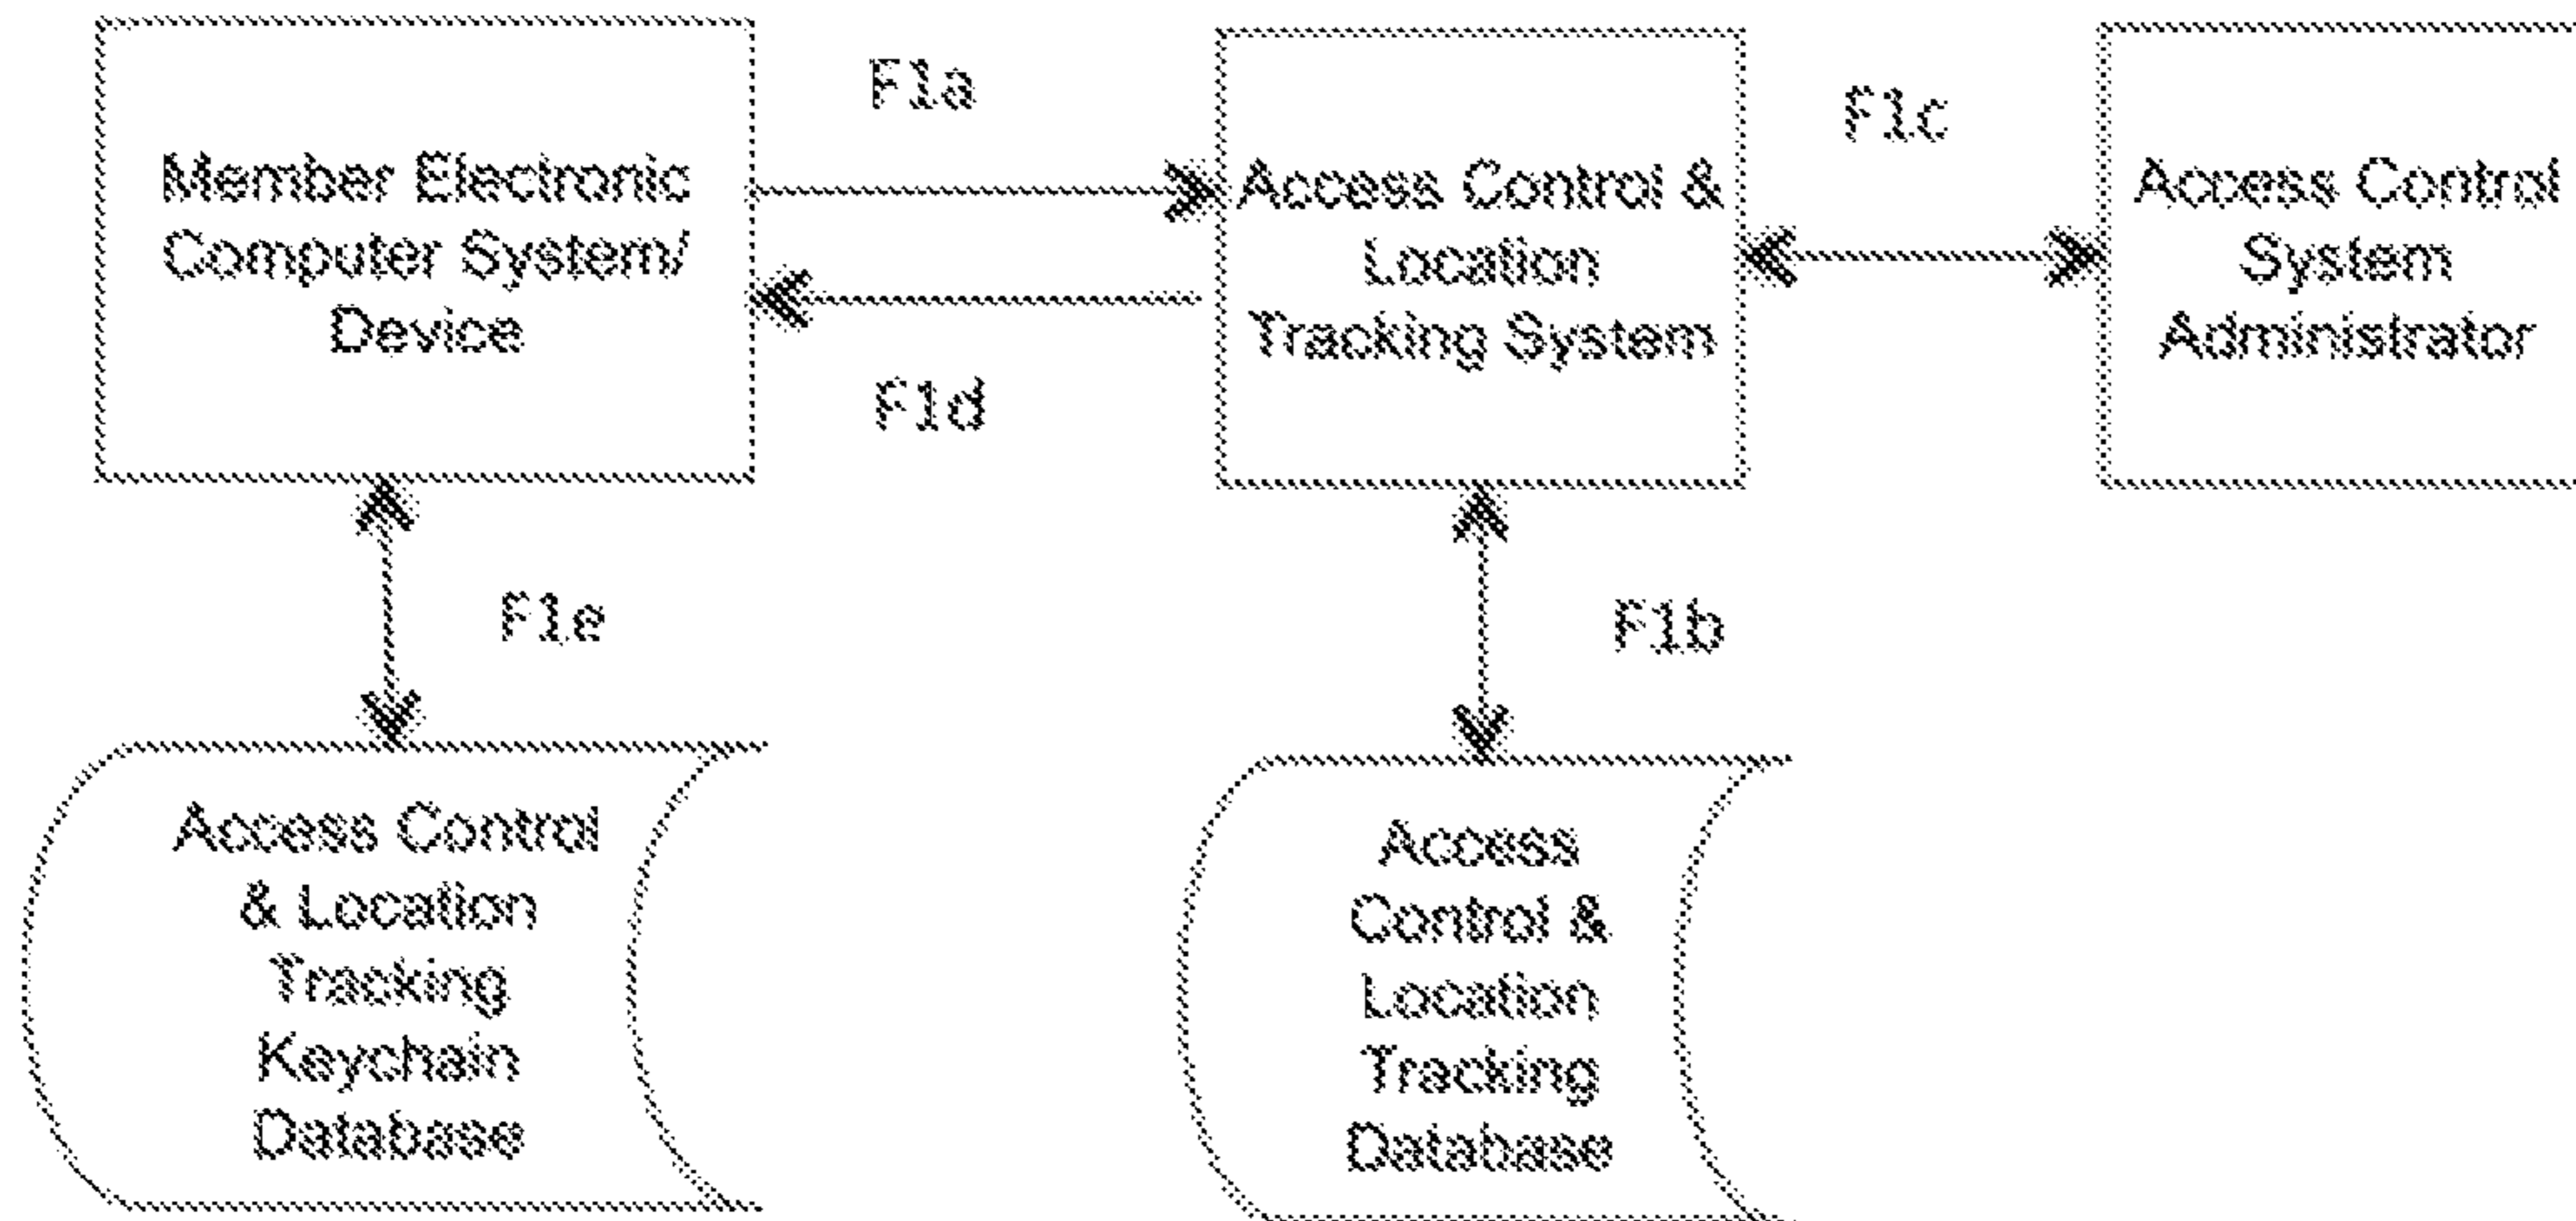 Member Electronic
Computer System/
Device
F1a
F1d
Access Control &
Location
Tracking System
F1c
Access Control
System
Administrator
F1e
F1b
Access Control
& Location
Tracking
Keychain
Database
Access
Control &
Location
Tracking
Database